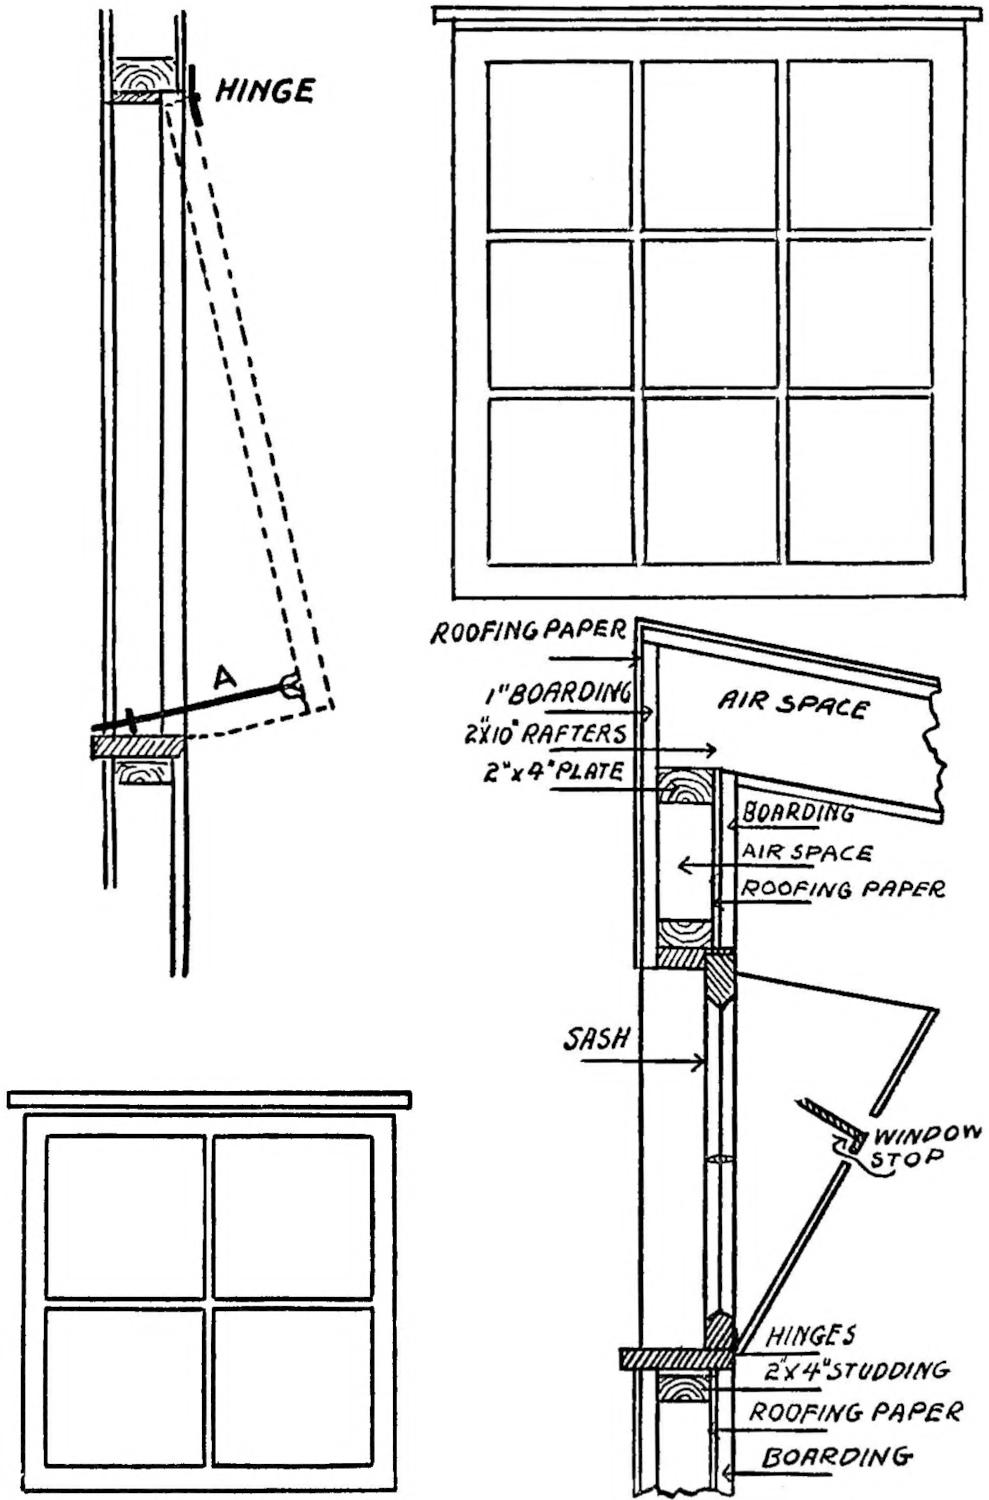 HINGE
A
ROOFING PAPER
1" BOARDING
2"X10" RAFTERS
2"x4" PLATE
AIR SPACE
BOARDING
AIR SPACE
ROOFING PAPER
SASH
WINDOW
STOP
HINGES
2"X4" STUDDING
ROOFING PAPER
BOARDING